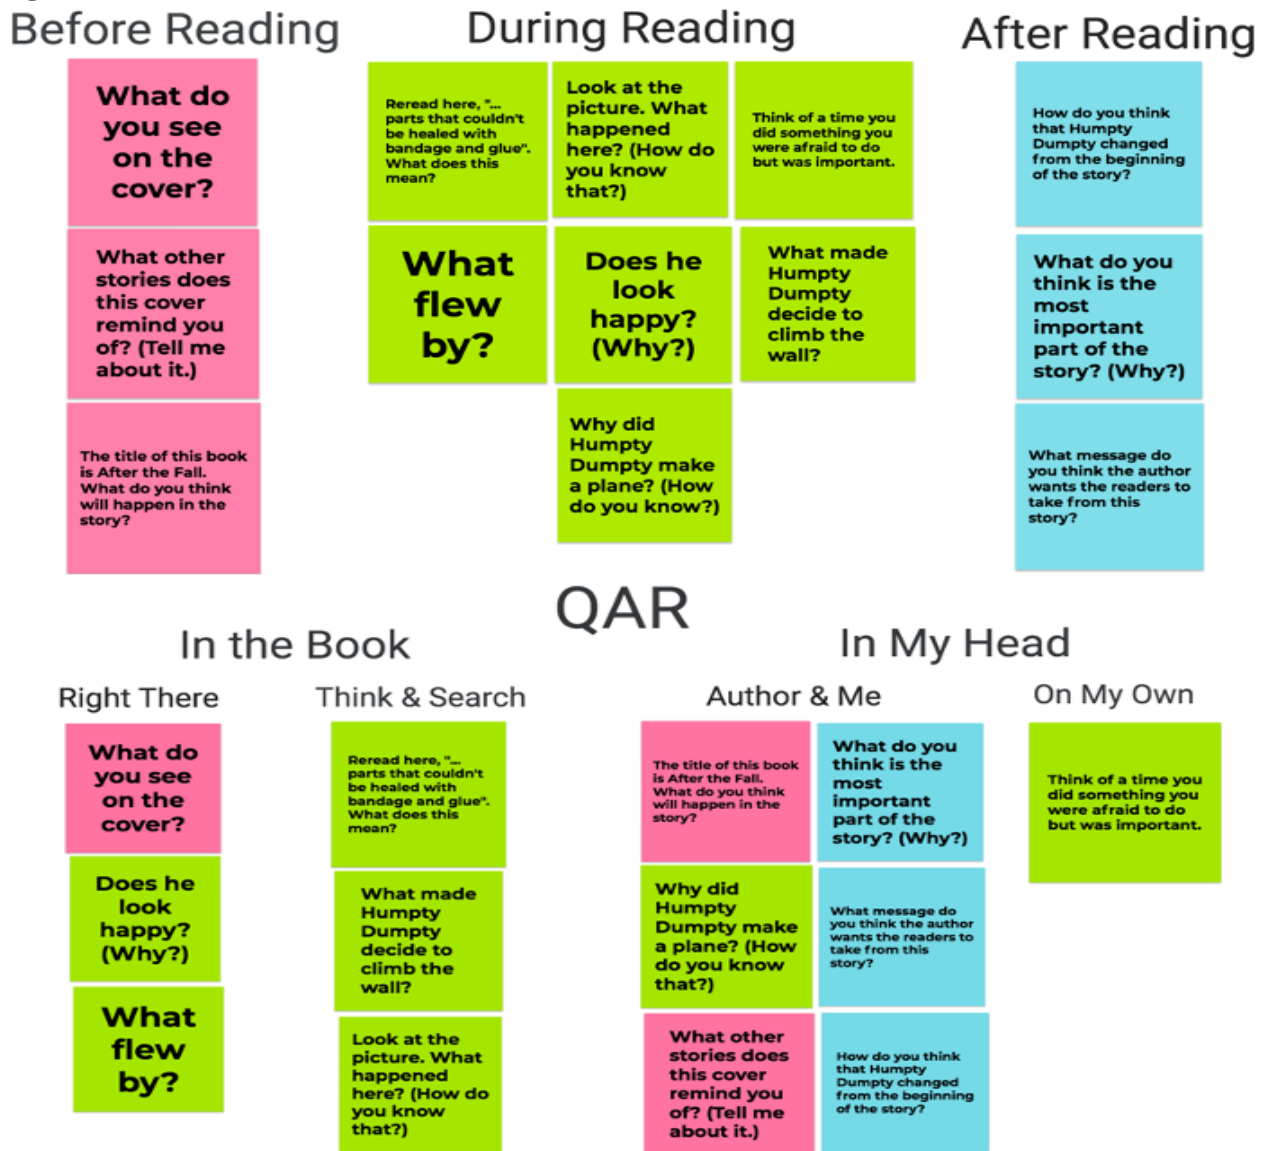 Before Reading
What do
you see
on the
cover?
What other
stories does
this cover
remind you
of? (Tell me
about it.)
The title of this book
is After the Fall.
What do you think
will happen in the
story?
During Reading
Reread here, "...
parts that couldn't
be healed with
bandage and glue".
What does this
mean?
Look at the
picture. What
happened
here? (How do
you know
that?)
Think of a time you
did something you
were afraid to do
but was important.
What
flew
by?
Does he
look
happy?
(Why?)
What made
Humpty
Dumpty
decide to
climb the
wall?
Why did
Humpty
Dumpty make
a plane? (How
do you know?)
After Reading
How do you think
that Humpty
Dumpty changed
from the beginning
of the story?
What do you
think is the
most
important
part of the
story? (Why?)
What message do
you think the author
wants the readers to
take from this
story?
QAR
In the Book
Right There
What do
you see
on the
cover?
Does he
look
happy?
(Why?)
What
flew
by?
Think & Search
Reread here, "...
parts that couldn't
be healed with
bandage and glue".
What does this
mean?
What made
Humpty
Dumpty
decide to
climb the
wall?
Look at the
picture. What
happened
here? (How do
you know
that?)
In My Head
Author & Me
The title of this book
is After the Fall.
What do you think
will happen in the
story?
What do you
think is the
most
important
part of the
story? (Why?)
Why did
Humpty
Dumpty make
a plane? (How
do you know
that?)
What message do
you think the author
wants the readers to
take from this
story?
What other
stories does
this cover
remind you
of? (Tell me
about it.)
How do you think
that Humpty
Dumpty changed
from the beginning
of the story?
On My Own
Think of a time you
did something you
were afraid to do
but was important.